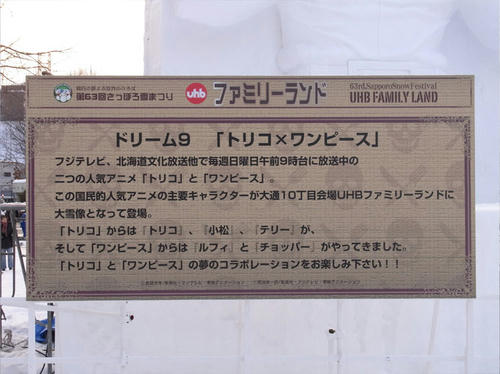 第63回さっぽろ雪まつり
uhb ファミリーランド
63rd.SapporoSnowFestival
UHB FAMILY LAND
ドリーム9 「トリコ×ワンピース」
フジテレビ、北海道文化放送他で毎週日曜日午前9時台に放送中の
二つの人気アニメ「トリコ」と「ワンピース」。
この国民的人気アニメの主要キャラクターが大通10丁目会場UHBファミリーランドに
大雪像となって登場。
「トリコ」からは「トリコ」、「小松」、「テリー」が、
そして「ワンピース」からは「ルフィ」と「チョッパー」がやってきました。
「トリコ」と「ワンピース」の夢のコラボレーションをお楽しみ下さい！！